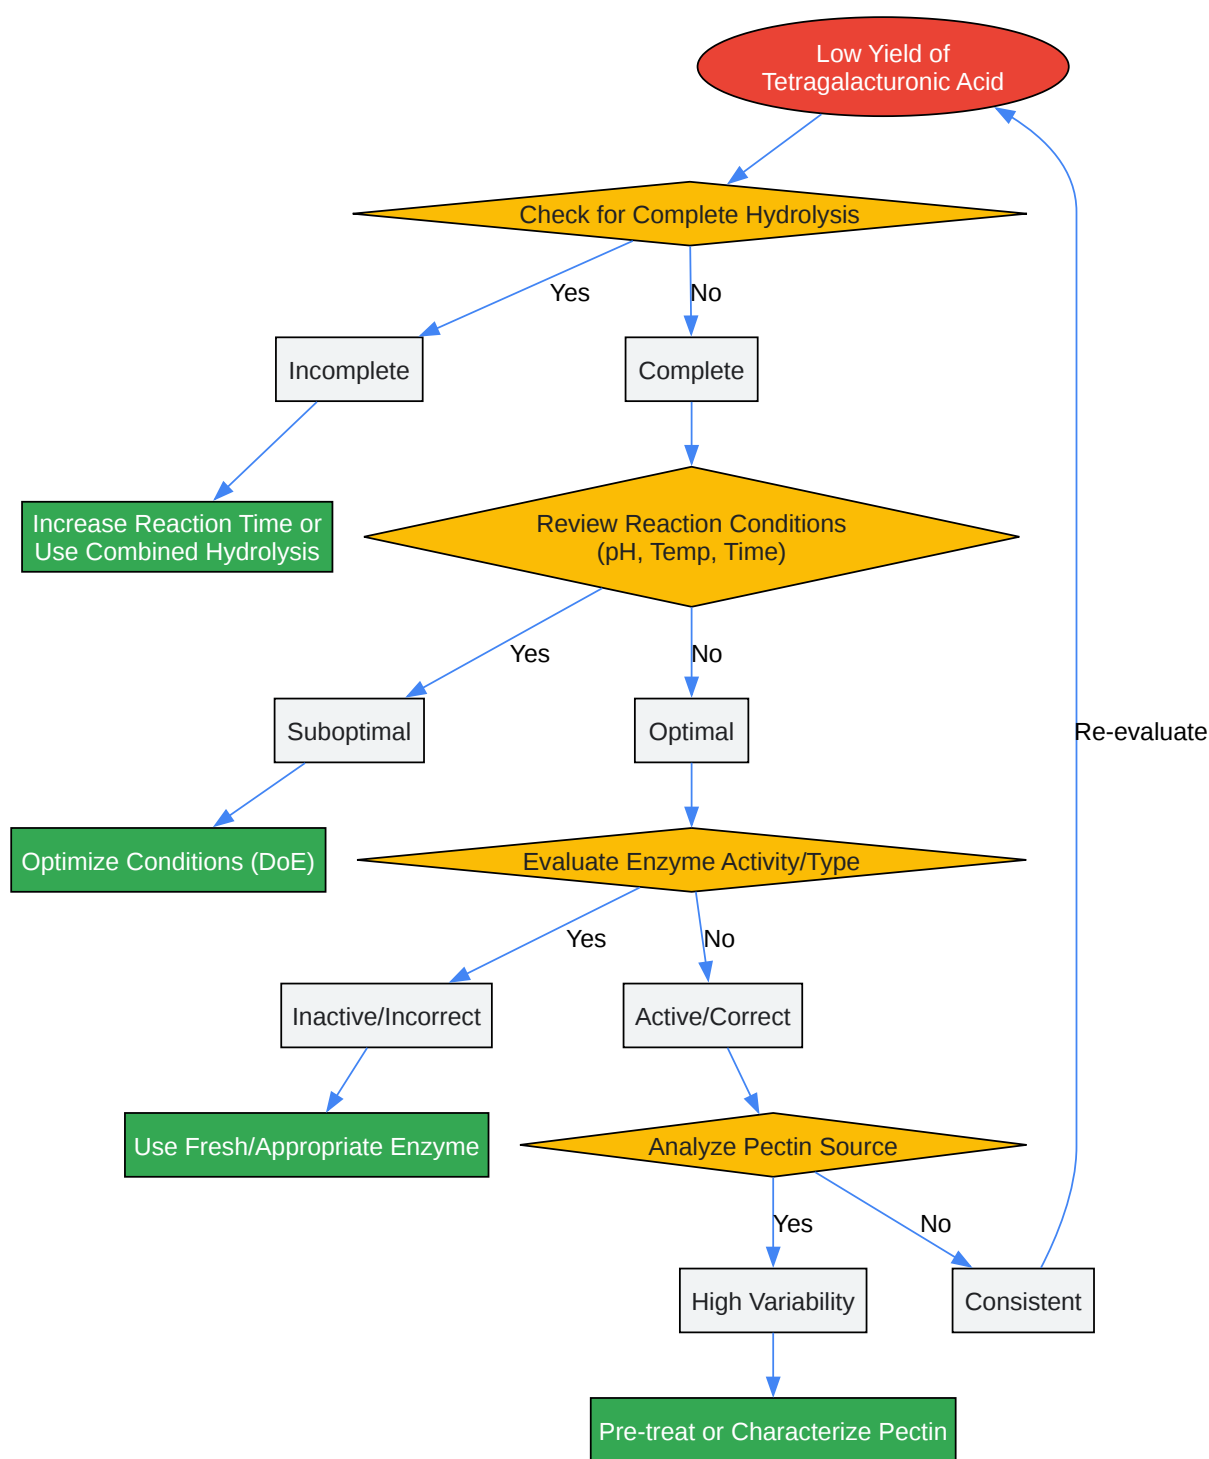 Low Yield of
Tetragalacturonic Acid
Check for Complete Hydrolysis
Yes
No
Incomplete
Complete
Increase Reaction Time or
Use Combined Hydrolysis
Review Reaction Conditions
(pH, Temp, Time)
Yes
No
Suboptimal
Optimal
Re-evaluate
Optimize Conditions (DoE)
Evaluate Enzyme Activity/Type
Yes
No
Inactive/Incorrect
Active/Correct
Use Fresh/Appropriate Enzyme
Analyze Pectin Source
Yes
No
High Variability
Consistent
Pre-treat or Characterize Pectin